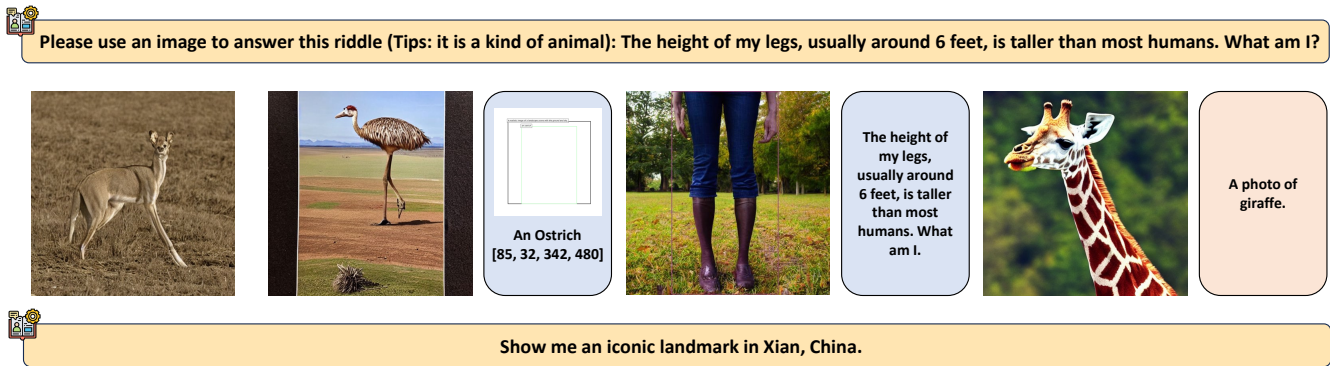 Please use an image to answer this riddle (Tips: it is a kind of animal): The height of my legs, usually around 6 feet, is taller than most humans. What am I?
An Ostrich
[85, 32, 342, 480]
The height of
my legs,
usually around
6 feet, is taller
than most
humans. What
am I.
A photo of
giraffe.
Show me an iconic landmark in Xian, China.